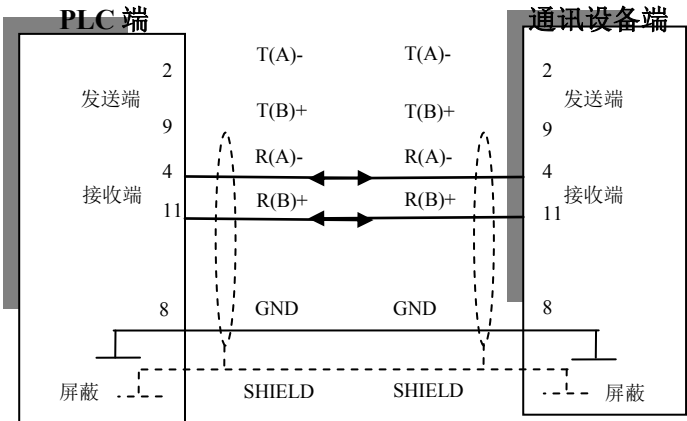 PLC 端 通讯设备端
2 T(A)- T(A)- 2
发送端 发送端
9 T(B)+ T(B)+ 9
4 R(A)- R(A)- 4
接收端 接收端
11 R(B)+ R(B)+ 11
8 GND GND 8
屏蔽 SHIELD SHIELD 屏蔽